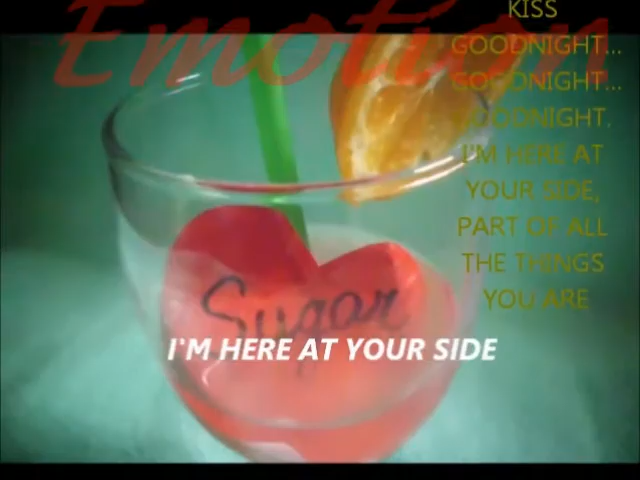 Emotion
KISS
GOODNIGHT...
GOODNIGHT...
GOODNIGHT.
I'M HERE AT
YOUR SIDE,
PART OF ALL
THE THINGS
YOU ARE
Sugar
I`M HERE AT YOUR SIDE